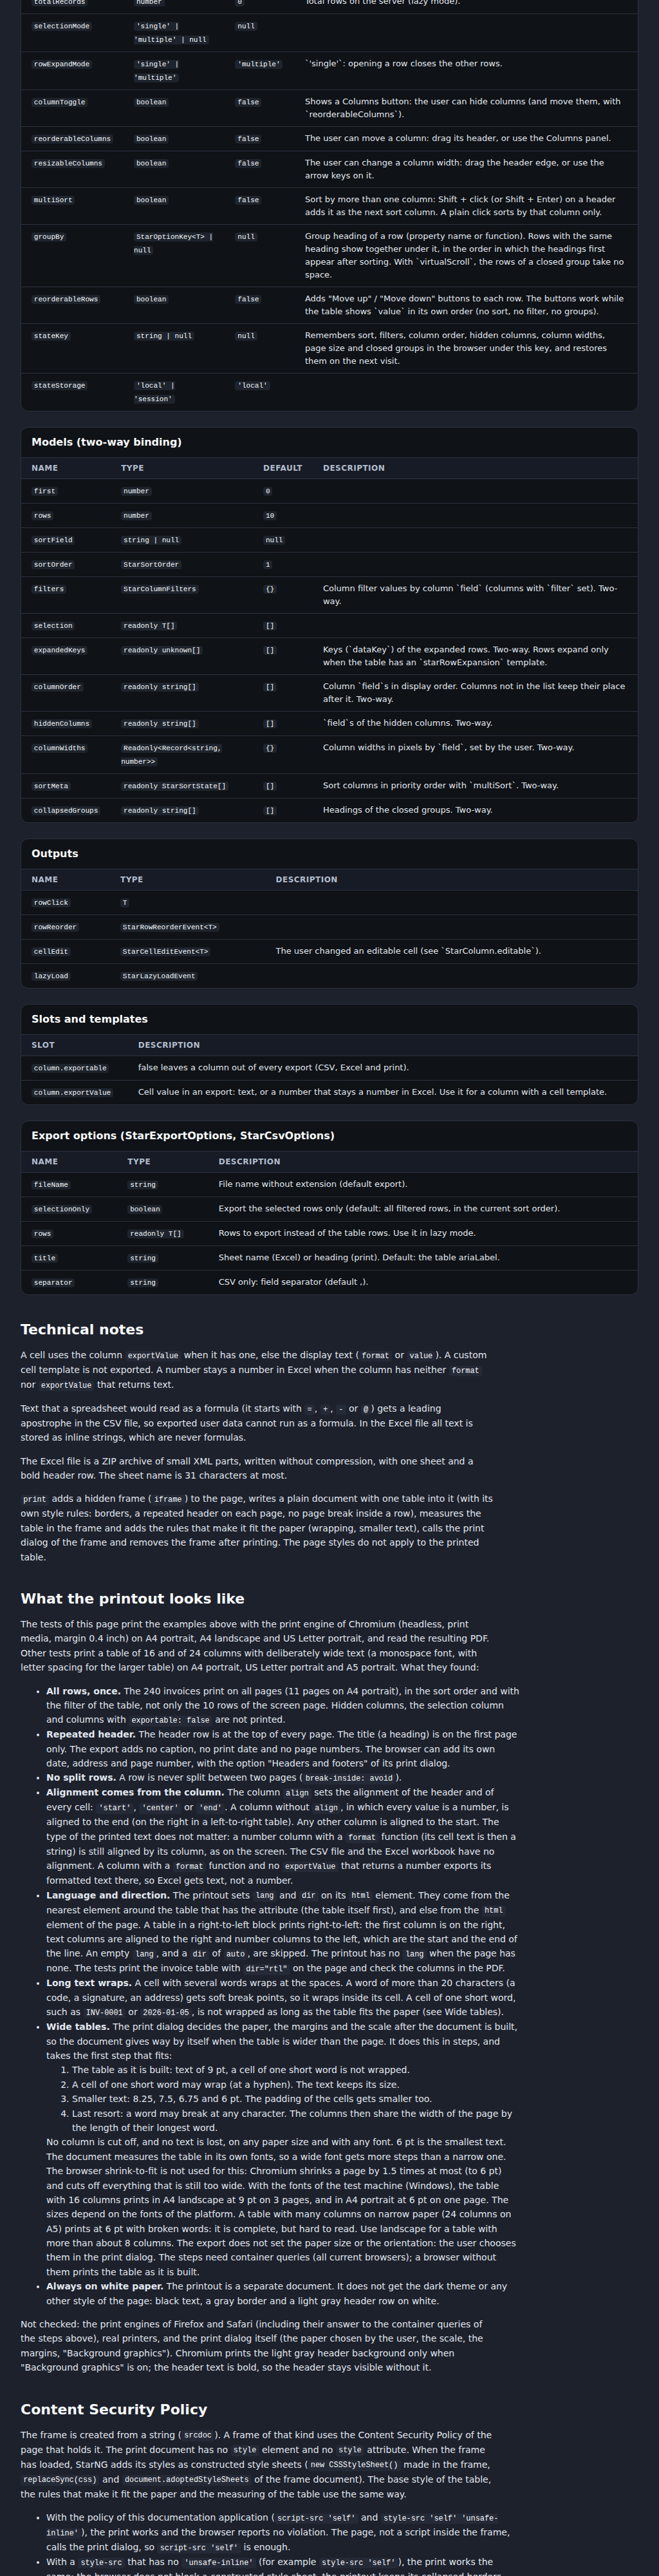 totalRecords number 0 Total rows on the server (lazy mode).
selectionMode 'single' | null
'multiple' | null
rowExpandMode 'single' | 'multiple' `'single'`: opening a row closes the other rows.
'multiple'
columnToggle boolean false Shows a Columns button: the user can hide columns (and move them, with
`reorderableColumns`).
reorderableColumns boolean false The user can move a column: drag its header, or use the Columns panel.
resizableColumns boolean false The user can change a column width: drag the header edge, or use the
arrow keys on it.
multiSort boolean false Sort by more than one column: Shift + click (or Shift + Enter) on a header
adds it as the next sort column. A plain click sorts by that column only.
groupBy StarOptionKey<T> | null Group heading of a row (property name or function). Rows with the same
null heading show together under it, in the order in which the headings first
appear after sorting. With `virtualScroll`, the rows of a closed group take no
space.
reorderableRows boolean false Adds "Move up" / "Move down" buttons to each row. The buttons work while
the table shows `value` in its own order (no sort, no filter, no groups).
stateKey string | null null Remembers sort, filters, column order, hidden columns, column widths,
page size and closed groups in the browser under this key, and restores
them on the next visit.
stateStorage 'local' | 'local'
'session'
Models (two-way binding)
NAME TYPE DEFAULT DESCRIPTION
first number 0
rows number 10
sortField string | null null
sortOrder StarSortOrder 1
filters StarColumnFilters {} Column filter values by column `field` (columns with `filter` set). Two-
way.
selection readonly T[] []
expandedKeys readonly unknown[] [] Keys (`dataKey`) of the expanded rows. Two-way. Rows expand only
when the table has an `starRowExpansion` template.
columnOrder readonly string[] [] Column `field`s in display order. Columns not in the list keep their place
after it. Two-way.
hiddenColumns readonly string[] [] `field`s of the hidden columns. Two-way.
columnWidths Readonly<Record<string, {} Column widths in pixels by `field`, set by the user. Two-way.
number>>
sortMeta readonly StarSortState[] [] Sort columns in priority order with `multiSort`. Two-way.
collapsedGroups readonly string[] [] Headings of the closed groups. Two-way.
Outputs
NAME TYPE DESCRIPTION
rowClick T
rowReorder StarRowReorderEvent<T>
cellEdit StarCellEditEvent<T> The user changed an editable cell (see `StarColumn.editable`).
lazyLoad StarLazyLoadEvent
Slots and templates
SLOT DESCRIPTION
column.exportable false leaves a column out of every export (CSV, Excel and print).
column.exportValue Cell value in an export: text, or a number that stays a number in Excel. Use it for a column with a cell template.
Export options (StarExportOptions, StarCsvOptions)
NAME TYPE DESCRIPTION
fileName string File name without extension (default export).
selectionOnly boolean Export the selected rows only (default: all filtered rows, in the current sort order).
rows readonly T[] Rows to export instead of the table rows. Use it in lazy mode.
title string Sheet name (Excel) or heading (print). Default: the table ariaLabel.
separator string CSV only: field separator (default ,).
Technical notes
A cell uses the column exportValue when it has one, else the display text ( format or value ). A custom
cell template is not exported. A number stays a number in Excel when the column has neither format
nor exportValue that returns text.
Text that a spreadsheet would read as a formula (it starts with = , + , - or @ ) gets a leading
apostrophe in the CSV file, so exported user data cannot run as a formula. In the Excel file all text is
stored as inline strings, which are never formulas.
The Excel file is a ZIP archive of small XML parts, written without compression, with one sheet and a
bold header row. The sheet name is 31 characters at most.
print adds a hidden frame ( iframe ) to the page, writes a plain document with one table into it (with its
own style rules: borders, a repeated header on each page, no page break inside a row), measures the
table in the frame and adds the rules that make it fit the paper (wrapping, smaller text), calls the print
dialog of the frame and removes the frame after printing. The page styles do not apply to the printed
table.
What the printout looks like
The tests of this page print the examples above with the print engine of Chromium (headless, print
media, margin 0.4 inch) on A4 portrait, A4 landscape and US Letter portrait, and read the resulting PDF.
Other tests print a table of 16 and of 24 columns with deliberately wide text (a monospace font, with
letter spacing for the larger table) on A4 portrait, US Letter portrait and A5 portrait. What they found:
• All rows, once. The 240 invoices print on all pages (11 pages on A4 portrait), in the sort order and with
the filter of the table, not only the 10 rows of the screen page. Hidden columns, the selection column
and columns with exportable: false are not printed.
• Repeated header. The header row is at the top of every page. The title (a heading) is on the first page
only. The export adds no caption, no print date and no page numbers. The browser can add its own
date, address and page number, with the option "Headers and footers" of its print dialog.
• No split rows. A row is never split between two pages ( break-inside: avoid ).
• Alignment comes from the column. The column align sets the alignment of the header and of
every cell: 'start' , 'center' or 'end' . A column without align , in which every value is a number, is
aligned to the end (on the right in a left-to-right table). Any other column is aligned to the start. The
type of the printed text does not matter: a number column with a format function (its cell text is then a
string) is still aligned by its column, as on the screen. The CSV file and the Excel workbook have no
alignment. A column with a format function and no exportValue that returns a number exports its
formatted text there, so Excel gets text, not a number.
• Language and direction. The printout sets lang and dir on its html element. They come from the
nearest element around the table that has the attribute (the table itself first), and else from the html
element of the page. A table in a right-to-left block prints right-to-left: the first column is on the right,
text columns are aligned to the right and number columns to the left, which are the start and the end of
the line. An empty lang , and a dir of auto , are skipped. The printout has no lang when the page has
none. The tests print the invoice table with dir="rtl" on the page and check the columns in the PDF.
• Long text wraps. A cell with several words wraps at the spaces. A word of more than 20 characters (a
code, a signature, an address) gets soft break points, so it wraps inside its cell. A cell of one short word,
such as INV-0001 or 2026-01-05 , is not wrapped as long as the table fits the paper (see Wide tables).
• Wide tables. The print dialog decides the paper, the margins and the scale after the document is built,
so the document gives way by itself when the table is wider than the page. It does this in steps, and
takes the first step that fits:
1. The table as it is built: text of 9 pt, a cell of one short word is not wrapped.
2. A cell of one short word may wrap (at a hyphen). The text keeps its size.
3. Smaller text: 8.25, 7.5, 6.75 and 6 pt. The padding of the cells gets smaller too.
4. Last resort: a word may break at any character. The columns then share the width of the page by
the length of their longest word.
No column is cut off, and no text is lost, on any paper size and with any font. 6 pt is the smallest text.
The document measures the table in its own fonts, so a wide font gets more steps than a narrow one.
The browser shrink-to-fit is not used for this: Chromium shrinks a page by 1.5 times at most (to 6 pt)
and cuts off everything that is still too wide. With the fonts of the test machine (Windows), the table
with 16 columns prints in A4 landscape at 9 pt on 3 pages, and in A4 portrait at 6 pt on one page. The
sizes depend on the fonts of the platform. A table with many columns on narrow paper (24 columns on
A5) prints at 6 pt with broken words: it is complete, but hard to read. Use landscape for a table with
more than about 8 columns. The export does not set the paper size or the orientation: the user chooses
them in the print dialog. The steps need container queries (all current browsers); a browser without
them prints the table as it is built.
• Always on white paper. The printout is a separate document. It does not get the dark theme or any
other style of the page: black text, a gray border and a light gray header row on white.
Not checked: the print engines of Firefox and Safari (including their answer to the container queries of
the steps above), real printers, and the print dialog itself (the paper chosen by the user, the scale, the
margins, "Background graphics"). Chromium prints the light gray header background only when
"Background graphics" is on; the header text is bold, so the header stays visible without it.
Content Security Policy
The frame is created from a string ( srcdoc ). A frame of that kind uses the Content Security Policy of the
page that holds it. The print document has no style element and no style attribute. When the frame
has loaded, StarNG adds its styles as constructed style sheets ( new CSSStyleSheet() made in the frame,
replaceSync(css) and document.adoptedStyleSheets of the frame document). The base style of the table,
the rules that make it fit the paper and the measuring of the table use the same way.
• With the policy of this documentation application ( script-src 'self' and style-src 'self' 'unsafe-
inline' ), the print works and the browser reports no violation. The page, not a script inside the frame,
calls the print dialog, so script-src 'self' is enough.
• With a style-src that has no 'unsafe-inline' (for example style-src 'self' ), the print works the